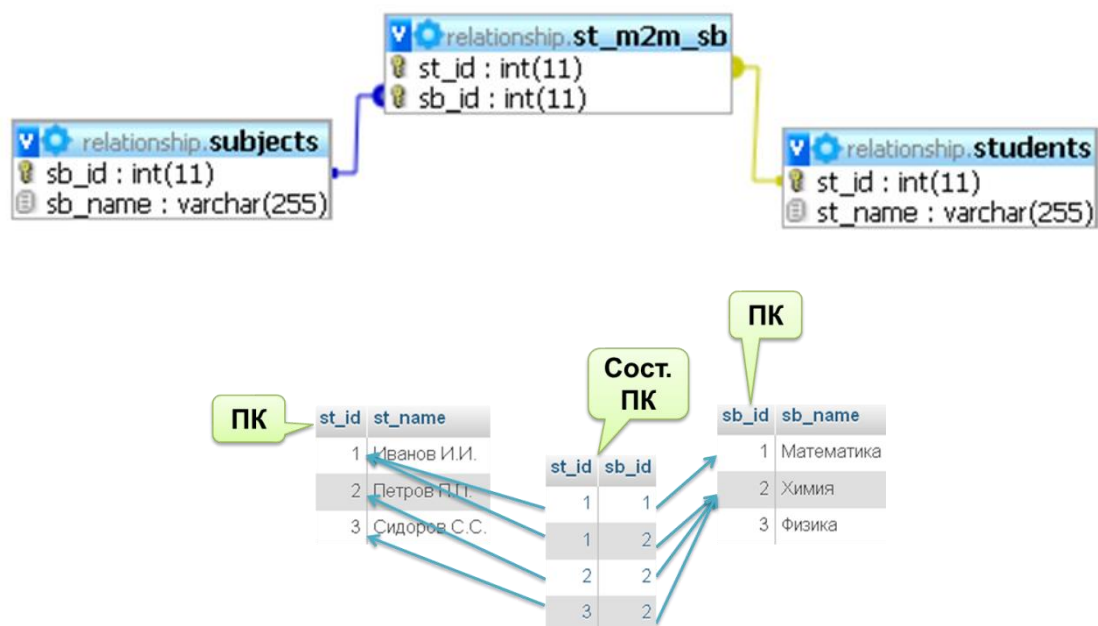 relationship.st_m2m_sb
st_id : int(11)
sb_id : int(11)
relationship.subjects
sb_id : int(11)
sb_name : varchar(255)
relationship.students
st_id : int(11)
st_name : varchar(255)
ПК
st_id st_name
1 Иванов И.И.
2 Петров П.П.
3 Сидоров С.С.
Сост.
ПК
st_id sb_id
1 1
1 2
2 2
3 2
ПК
sb_id sb_name
1 Математика
2 Химия
3 Физика